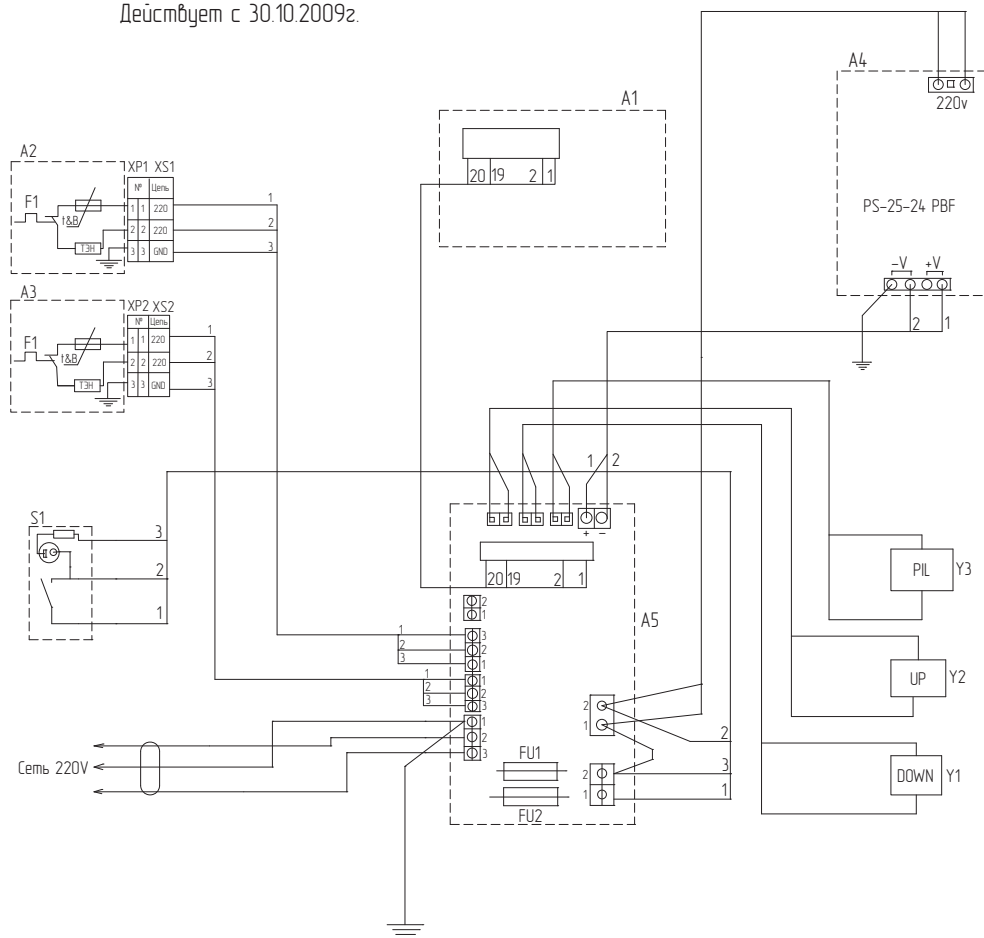 Действует с 30.10.2009г.
A4
220v
PS-25-24 PBF
-V +V
2 1
A1
20 19 2 1
A2
XP1 XS1
F1
t&B
ТЭН
№ Цепь
1 1 220
2 2 220
3 3 GND
1
2
3
A3
XP2 XS2
F1
t&B
ТЭН
№ Цепь
1 1 220
2 2 220
3 3 GND
1
2
3
S1
3
2
1
1 2
+ -
20 19 2 1
A5
2
1
1
2
3
3
2
1
1
2
3
1
2
3
1
2
3
Сеть 220V
2
1
2
1
2
3
1
FU1
FU2
PIL Y3
UP Y2
DOWN Y1